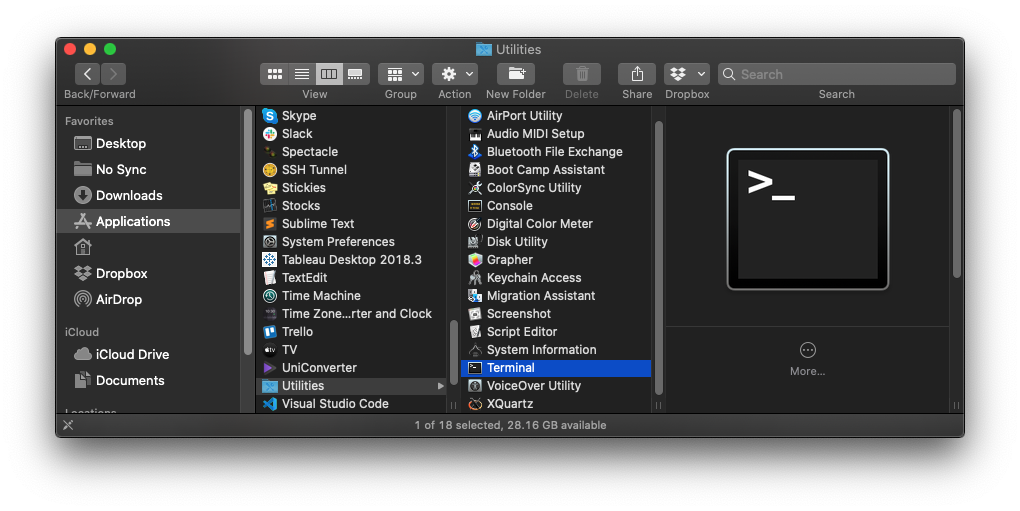 Utilities
Back/Forward
View
Group
Action
New Folder
Delete
Share
Dropbox
Search
Search
Favorites
Desktop
No Sync
Downloads
Applications
Dropbox
AirDrop
iCloud
iCloud Drive
Documents
Locations
Skype
Slack
Spectacle
SSH Tunnel
Stickies
Stocks
Sublime Text
System Preferences
Tableau Desktop 2018.3
TextEdit
Time Machine
Time Zone...rter and Clock
Trello
TV
UniConverter
Utilities
Visual Studio Code
AirPort Utility
Audio MIDI Setup
Bluetooth File Exchange
Boot Camp Assistant
ColorSync Utility
Console
Digital Color Meter
Disk Utility
Grapher
Keychain Access
Migration Assistant
Screenshot
Script Editor
System Information
Terminal
VoiceOver Utility
XQuartz
>_
More...
1 of 18 selected, 28.16 GB available